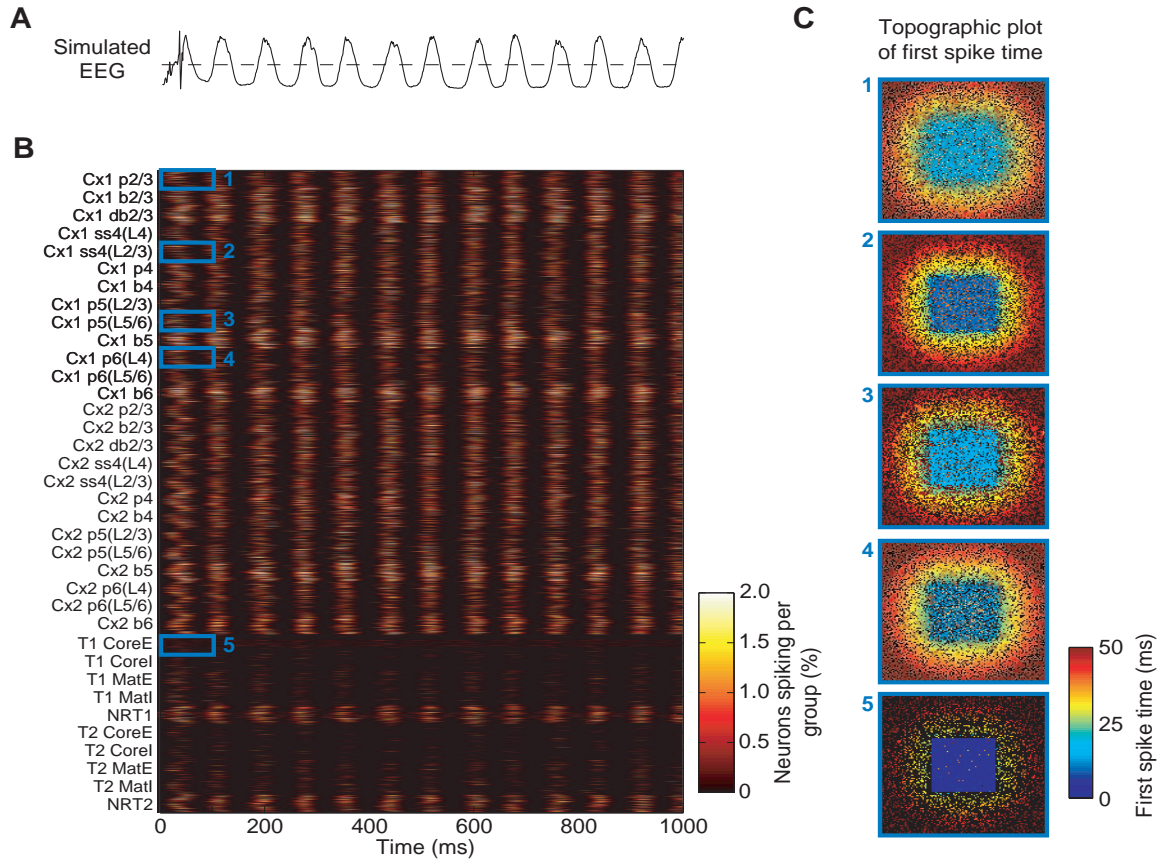 A
Simulated
EEG
B
Cx1 p2/3
Cx1 b2/3
Cx1 db2/3
Cx1 ss4(L4)
Cx1 ss4(L2/3)
Cx1 p4
Cx1 b4
Cx1 p5(L2/3)
Cx1 p5(L5/6)
Cx1 b5
Cx1 p6(L4)
Cx1 p6(L5/6)
Cx1 b6
Cx2 p2/3
Cx2 b2/3
Cx2 db2/3
Cx2 ss4(L4)
Cx2 ss4(L2/3)
Cx2 p4
Cx2 b4
Cx2 p5(L2/3)
Cx2 p5(L5/6)
Cx2 b5
Cx2 p6(L4)
Cx2 p6(L5/6)
Cx2 b6
T1 CoreE
T1 CoreI
T1 MatE
T1 MatI
NRT1
T2 CoreE
T2 CoreI
T2 MatE
T2 MatI
NRT2
1
2
3
4
5
0 200 400 600 800 1000
Time (ms)
2.0
1.5
1.0
0.5
0
Neurons spiking per
group (%)
C
Topographic plot
of first spike time
1
2
3
4
5
50
25
0
First spike time (ms)